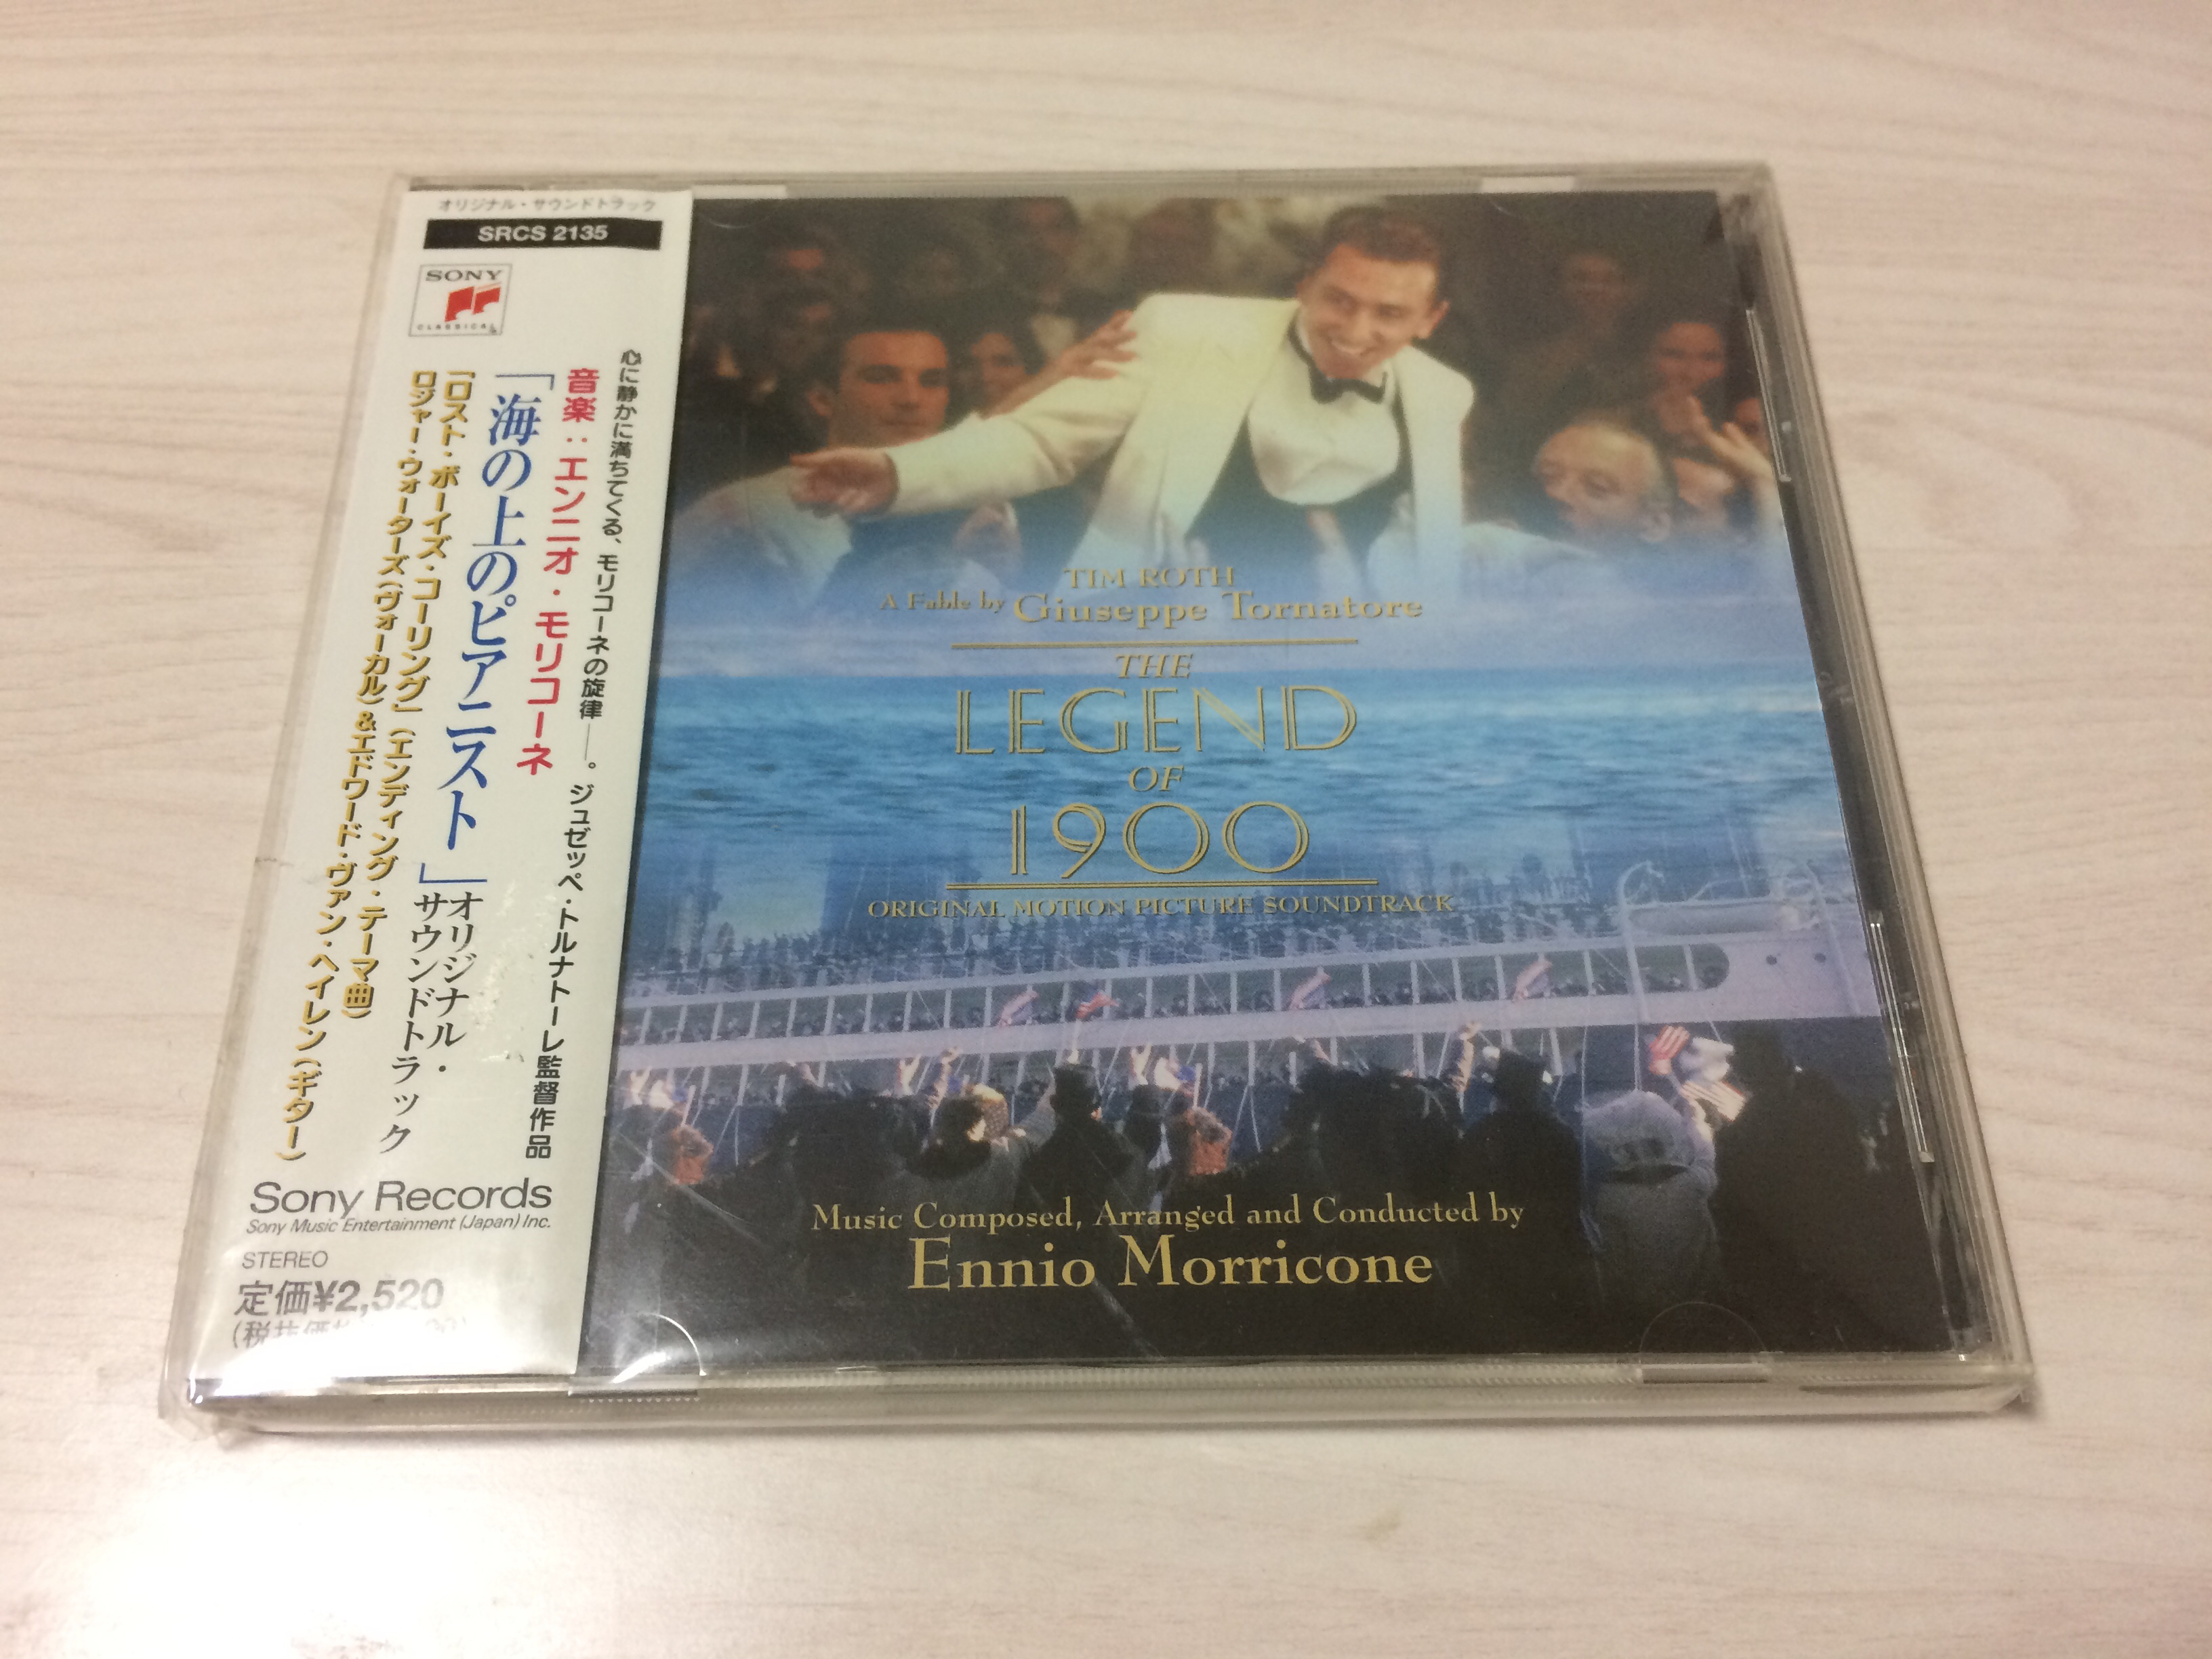 オリジナル・サウンドトラック
SRCS 2135
SONY
CLASSICAL
心に静かに満ちてくる、モリコーネの旋律──。ジュゼッペ・トルナトーレ監督作品
音楽:エンニオ・モリコーネ
「海の上のピアニスト」オリジナル・
サウンドトラック
「ロスト・ボーイズ・コーリング」(エンディング・テーマ曲)
ロジャー・ウォーターズ(ヴォーカル)&エドワード・ヴァン・ヘイレン(ギター)
Sony Records
Sony Music Entertainment (Japan) Inc.
STEREO
定価¥2,520
(税抜価
TIM ROTH
A Fable by Giuseppe Tornatore
THE
LEGEND
OF
1900
ORIGINAL MOTION PICTURE SOUNDTRACK
Music Composed, Arranged and Conducted by
Ennio Morricone